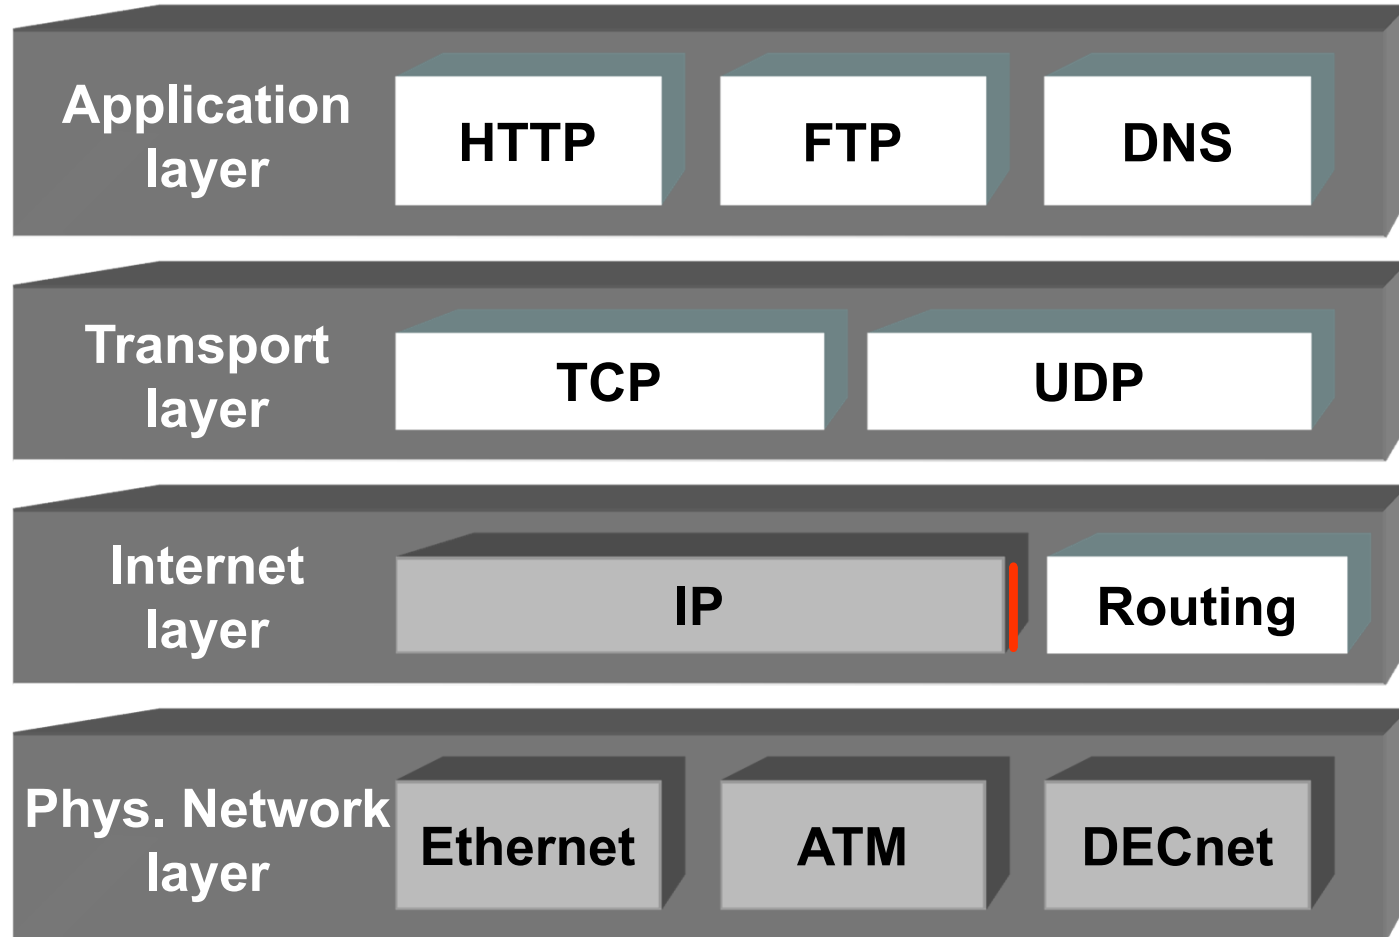 Application
layer
HTTP
FTP
DNS
Transport
layer
TCP
UDP
Internet
layer
IP
Routing
Phys. Network
layer
Ethernet
ATM
DECnet